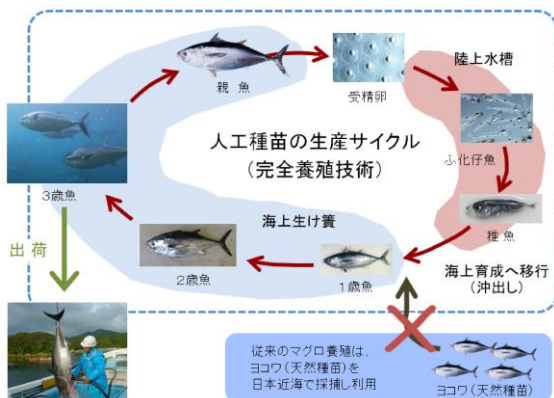 親 魚
受精卵
陸上水槽
人工種苗の生産サイクル
(完全養殖技術)
ふ化仔魚
3歳魚
海上生け簀
稚魚
出 荷
2歳魚
1歳魚
海上育成へ移行
(沖出し)
従来のマグロ養殖は、
ヨコワ(天然種苗)を
日本近海で採捕し利用
ヨコワ(天然種苗)